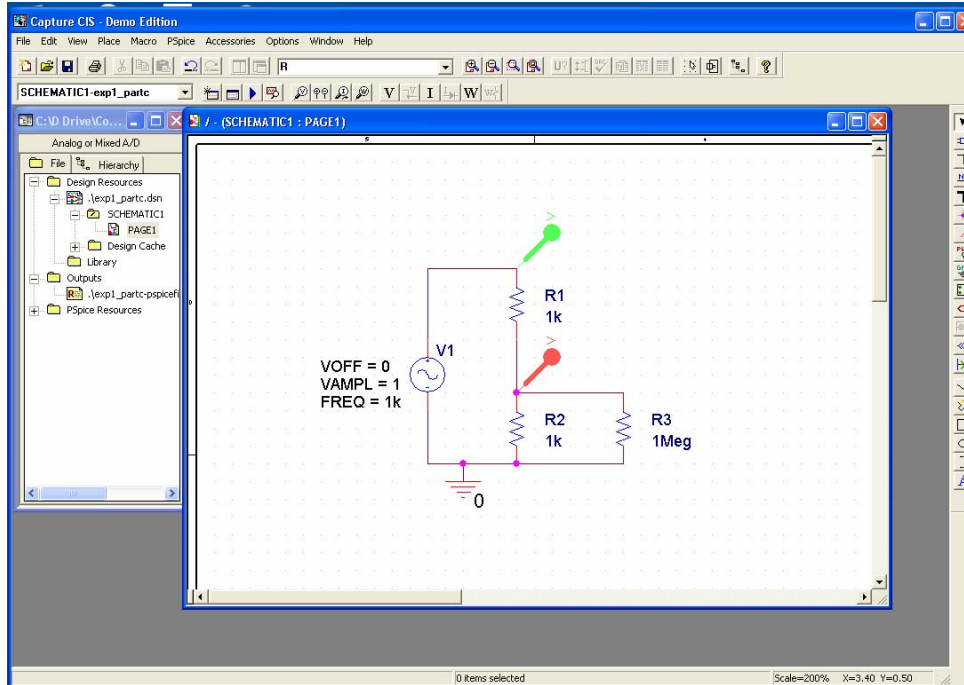 Capture CIS - Demo Edition
File Edit View Place Macro PSpice Accessories Options Window Help
R
U?
SCHEMATIC1-exp1_partc
V I W
C:\D Drive\Co...
/ - (SCHEMATIC1 : PAGE1)
Analog or Mixed A/D
File Hierarchy
Design Resources
.\exp1_partc.dsn
SCHEMATIC1
PAGE1
Design Cache
Library
Outputs
.\exp1_partc-pspicefi
PSpice Resources
5
4
D
V
R1
1k
V
V1
VOFF = 0
VAMPL = 1
FREQ = 1k
R2
1k
R3
1Meg
0
0 items selected
Scale=200% X=3.40 Y=0.50